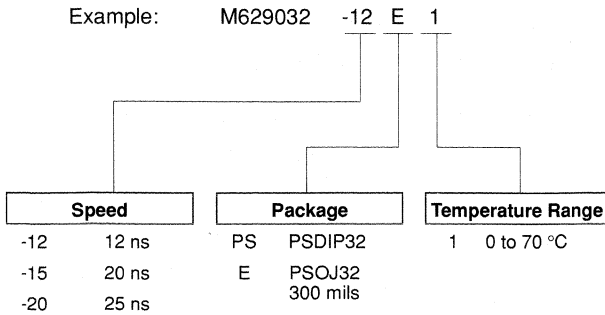 Example: M629032 -12 E 1
Speed Package Temperature Range
-12 12 ns PS PSDIP32 1 0 to 70 °C
-15 20 ns E PSOJ32
300 mils
-20 25 ns